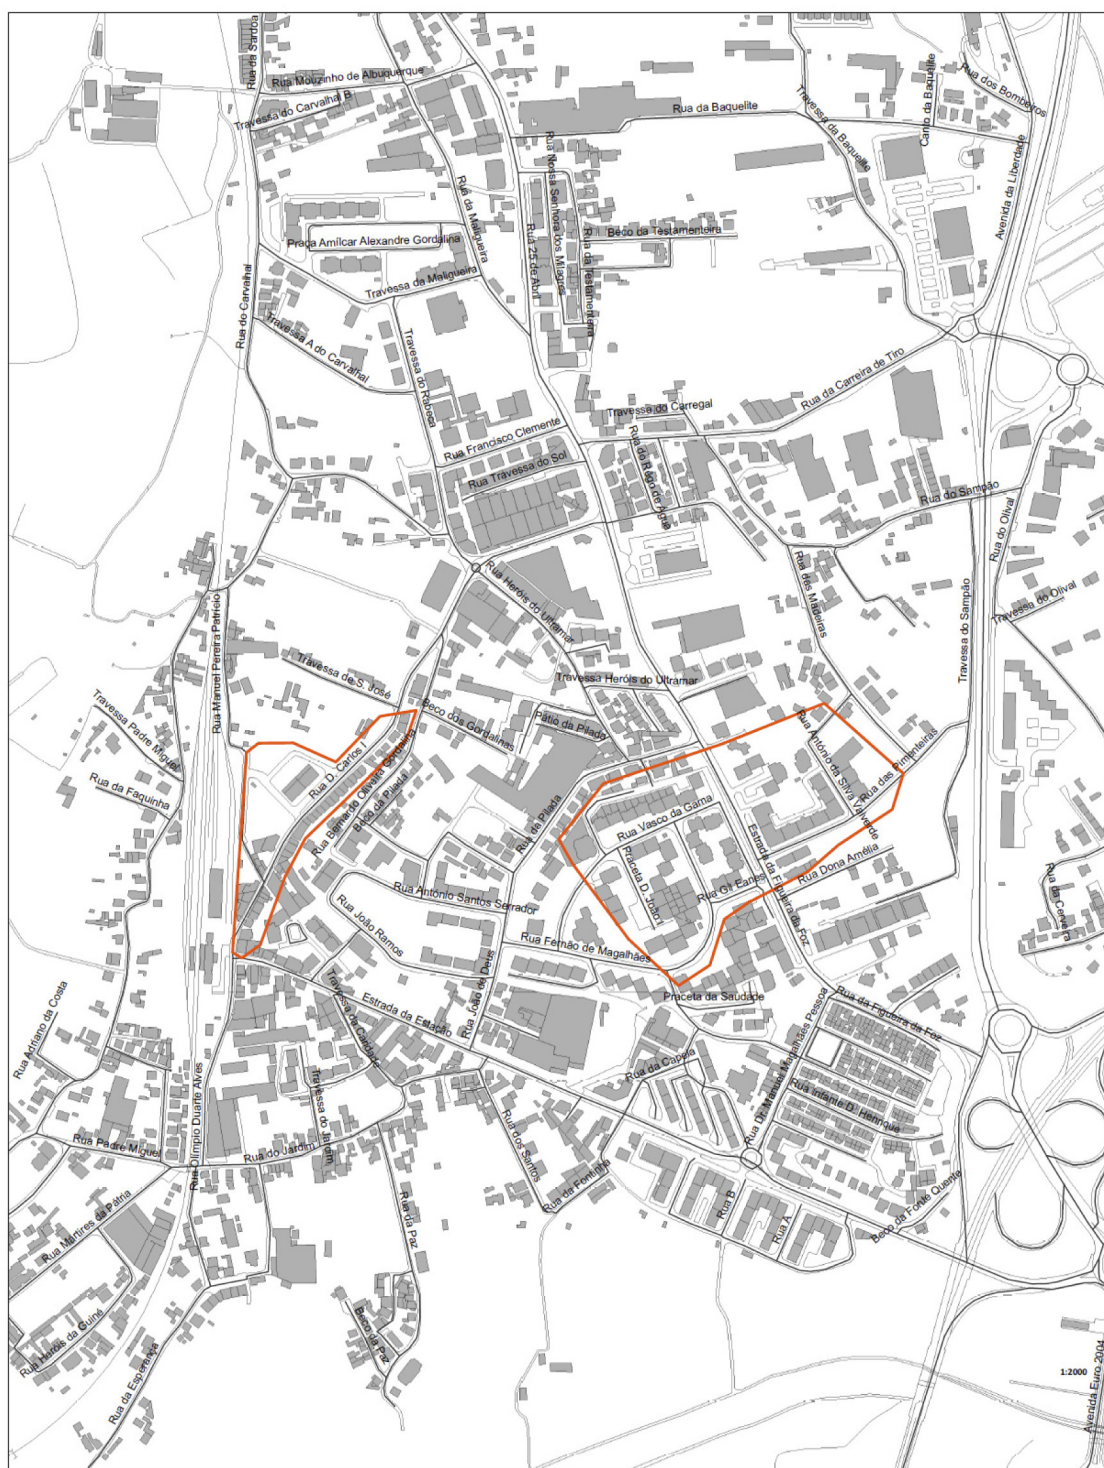 Rua da Sardoa
Rua Mouzinho de Albuquerque
Travessa do Carvalhal B
Rua da Baquelite
Travessa da Baquelite
Canto da Baquelite
Rua dos Bombeiros
Avenida da Liberdade
Rua da Maligueira
Rua Nossa Senhora dos Milagres
Rua 25 de Abril
Rua da Testamenteira
Beco da Testamenteira
Praça Amílcar Alexandre Gordalina
Travessa da Maligueira
Rua do Carvalhal
Travessa A do Carvalhal
Travessa do Rabeca
Rua da Carreira de Tiro
Travessa do Carregal
Rua Francisco Clemente
Rua do Rego de Água
Rua Travessa do Sol
Rua do Sampão
Rua do Olival
Rua Heróis do Ultramar
Rua das Madeiras
Travessa do Olival
Travessa do Sampão
Rua Manuel Pereira Patrício
Travessa de S. José
Travessa Heróis do Ultramar
Travessa Padre Miguel
Beco dos Gordalinas
Pátio da Pilada
Rua António da Silva Valverde
Rua das Pimenteiras
Rua da Faquinha
Rua D. Carlos I
Rua Bernardo Oliveira Gordalina
Beco da Pilada
Rua da Pilada
Rua Vasco da Gama
Estrada da Figueira da Foz
Rua Dona Amélia
Praceta D. João I
Rua Gil Eanes
Rua António Santos Serrador
Rua João Ramos
Rua da Cerveira
Rua Fernão de Magalhães
Rua João de Deus
Praceta da Saudade
Rua Adriano da Costa
Travessa da Caridade
Estrada da Estação
Rua da Figueira da Foz
Rua Dr. Manuel Magalhães Pessoa
Rua da Capela
Rua Infante D. Henrique
Rua Olímpio Duarte Alves
Travessa do Jardim
Rua Padre Miguel
Rua do Jardim
Rua dos Santos
Rua da Fontinha
Rua B
Rua A
Beco da Fonte Quente
Rua Mártires da Pátria
Rua da Paz
Beco da Paz
Rua Heróis da Guiné
Rua da Esperança
1:2000
Avenida Euro 2004